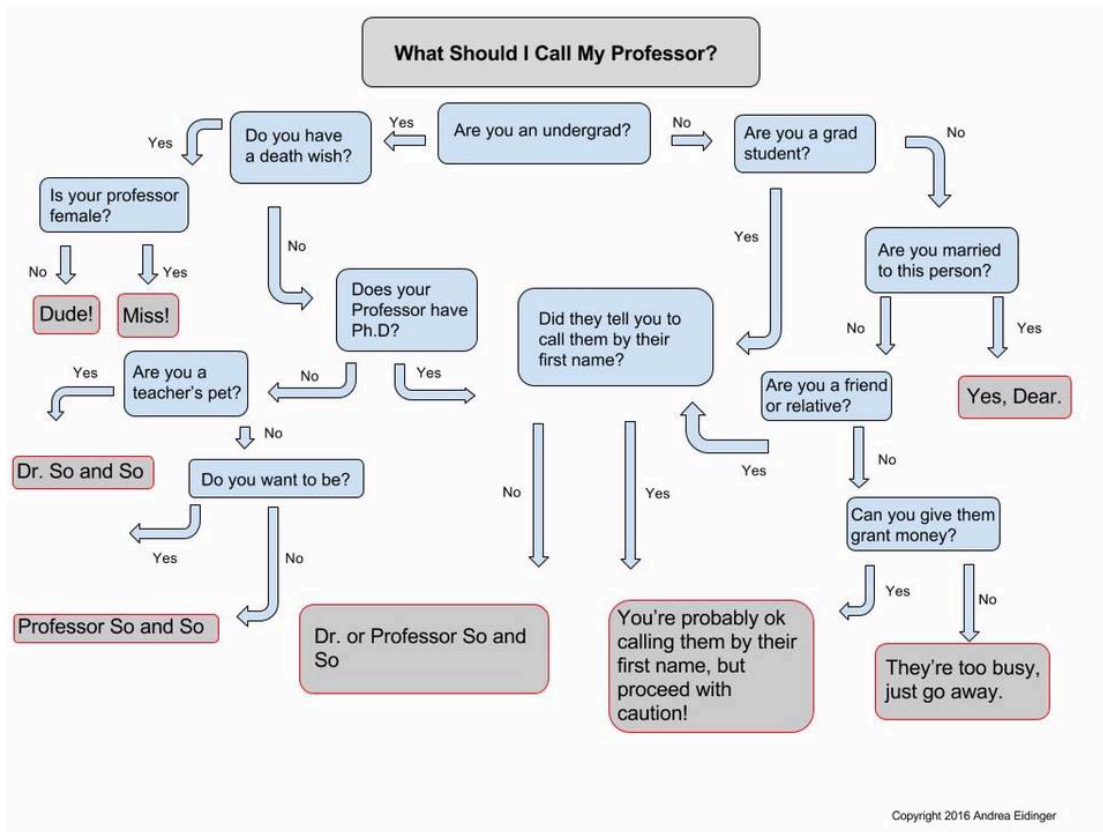 What Should I Call My Professor?
Are you an undergrad?
Yes
No
Do you have
a death wish?
Yes
No
Is your professor
female?
No
Yes
Dude!
Miss!
Does your
Professor have
Ph.D?
No
Yes
Are you a
teacher's pet?
Yes
No
Dr. So and So
Do you want to be?
Yes
No
Professor So and So
Did they tell you to
call them by their
first name?
No
Yes
Dr. or Professor So and
So
You're probably ok
calling them by their
first name, but
proceed with
caution!
Are you a grad
student?
Yes
No
Are you married
to this person?
No
Yes
Yes, Dear.
Are you a friend
or relative?
Yes
No
Can you give them
grant money?
Yes
No
They're too busy,
just go away.
Copyright 2016 Andrea Eidinger